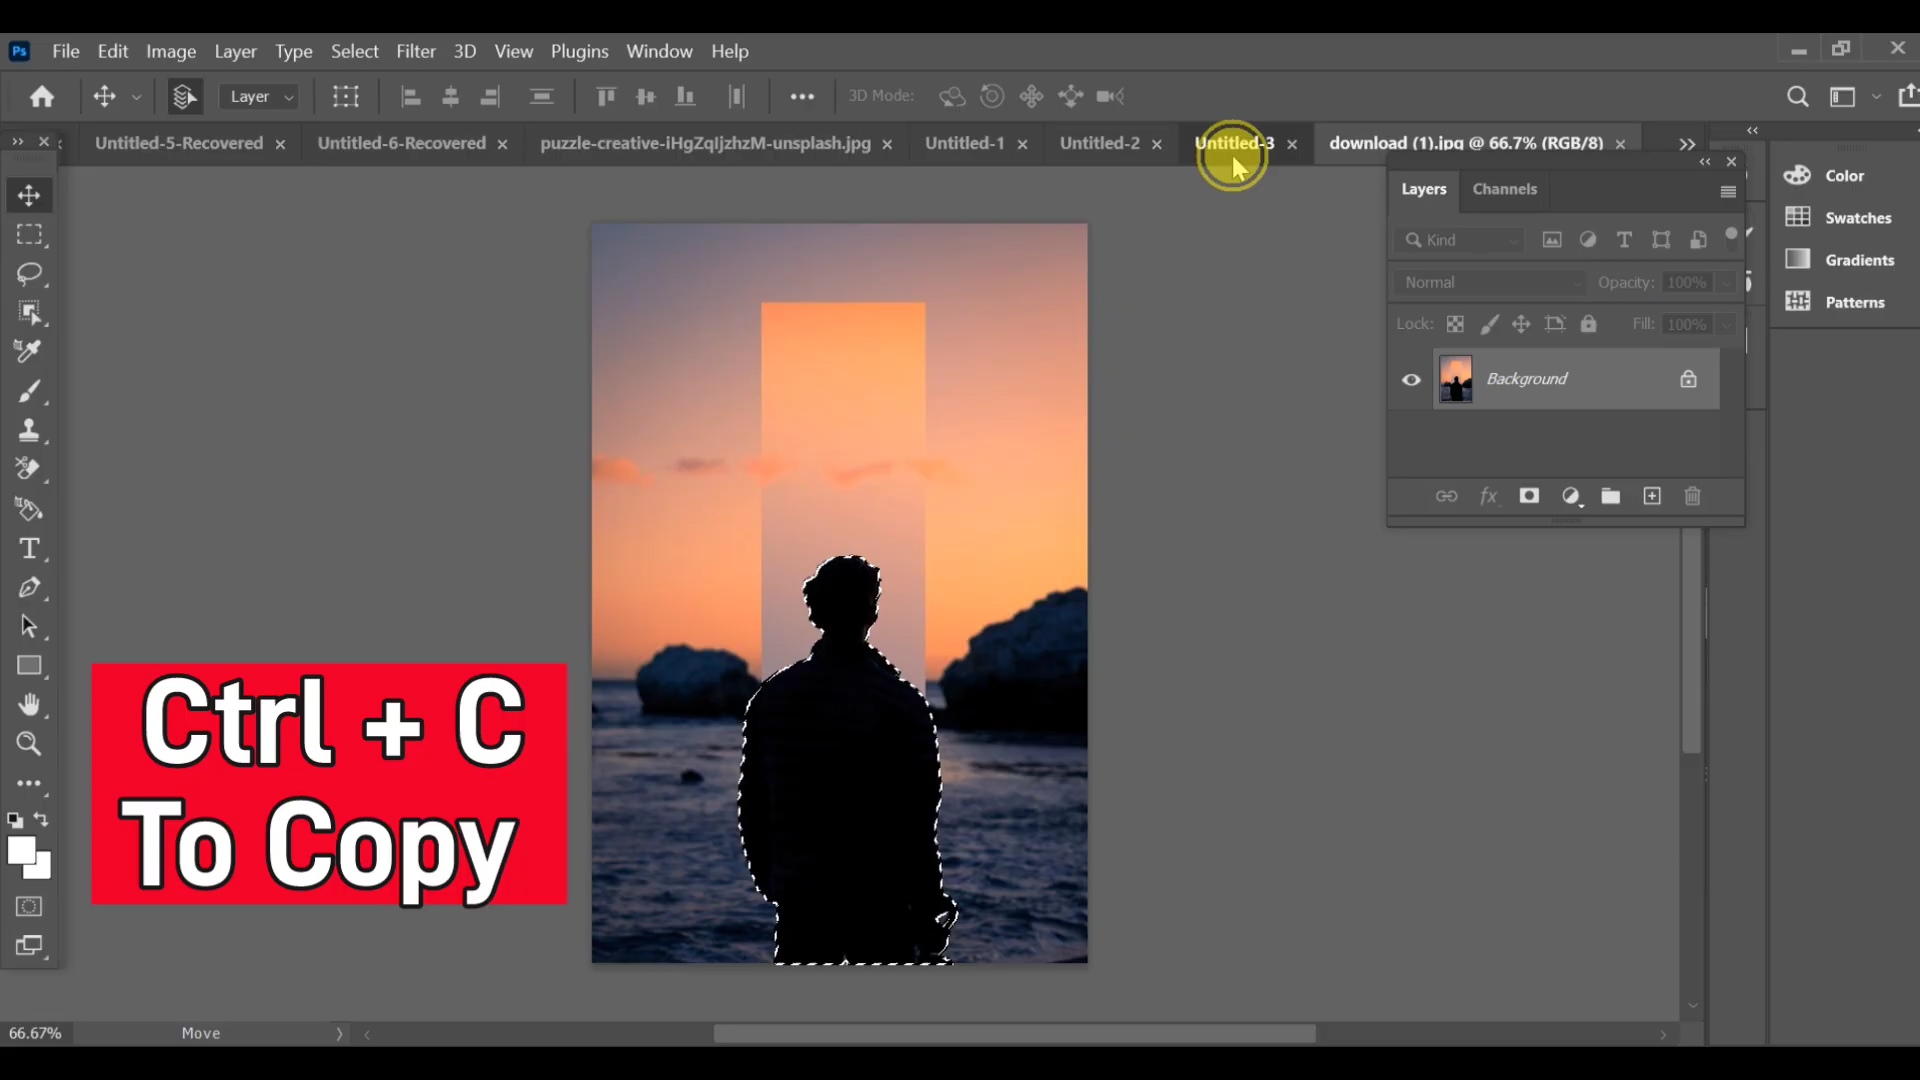 Ps File Edit Image Layer Type Select Filter 3D View Plugins Window Help
Layer 3D Mode:
Untitled-5-Recovered Untitled-6-Recovered puzzle-creative-iHgZqIjzhzM-unsplash.jpg Untitled-1 Untitled-2 Untitled-3 download (1).jpg @ 66.7% (RGB/8)
Layers Channels
Kind
Normal Opacity: 100%
Lock: Fill: 100%
Background
Color
Swatches
Gradients
Patterns
Ctrl + C
To Copy
66.67% Move